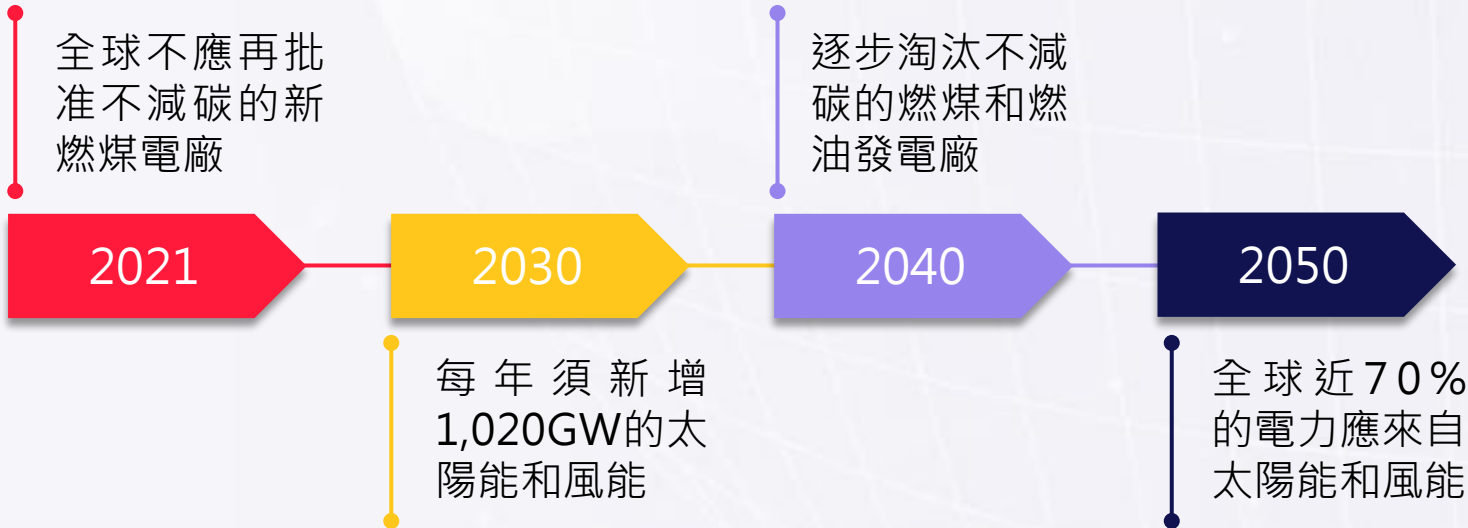 全球不應再批
准不減碳的新
燃煤電廠
逐步淘汰不減
碳的燃煤和燃
油發電廠
2021
2030
2040
2050
每年須新增
1,020GW的太
陽能和風能
全球近70%
的電力應來自
太陽能和風能